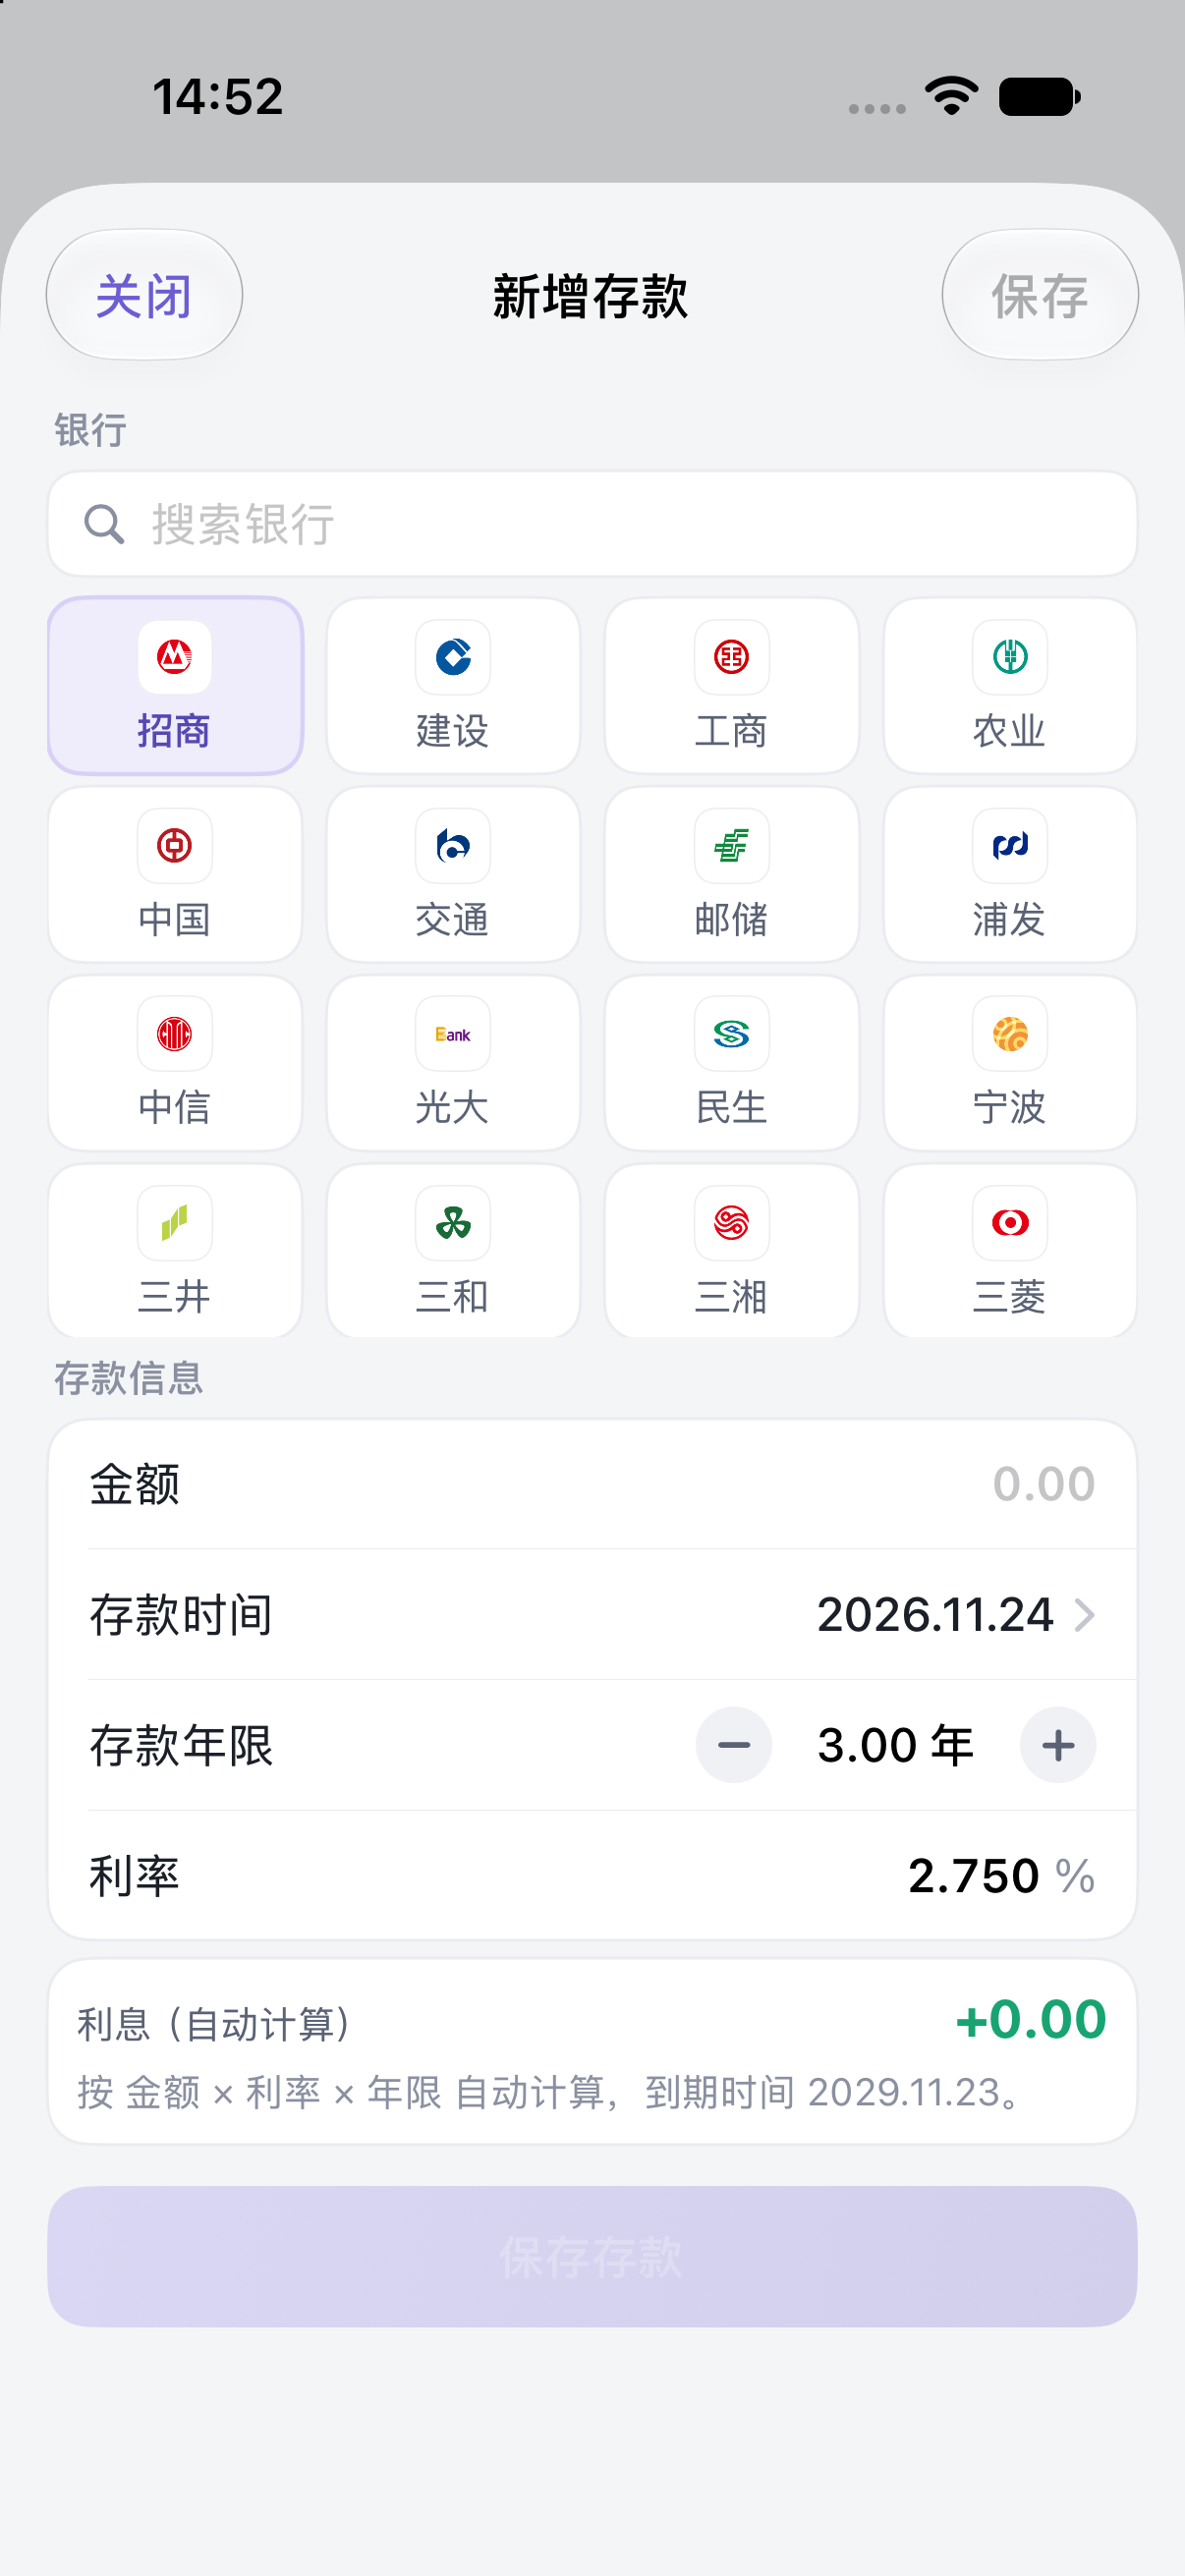 14:52
关闭 新增存款 保存
银行
搜索银行
招商 建设 工商 农业
中国 交通 邮储 浦发
Bank
中信 光大 民生 宁波
三井 三和 三湘 三菱
存款信息
金额 0.00
存款时间 2026.11.24
存款年限 3.00 年
利率 2.750 %
利息（自动计算） +0.00
按 金额 × 利率 × 年限 自动计算，到期时间 2029.11.23。
保存存款